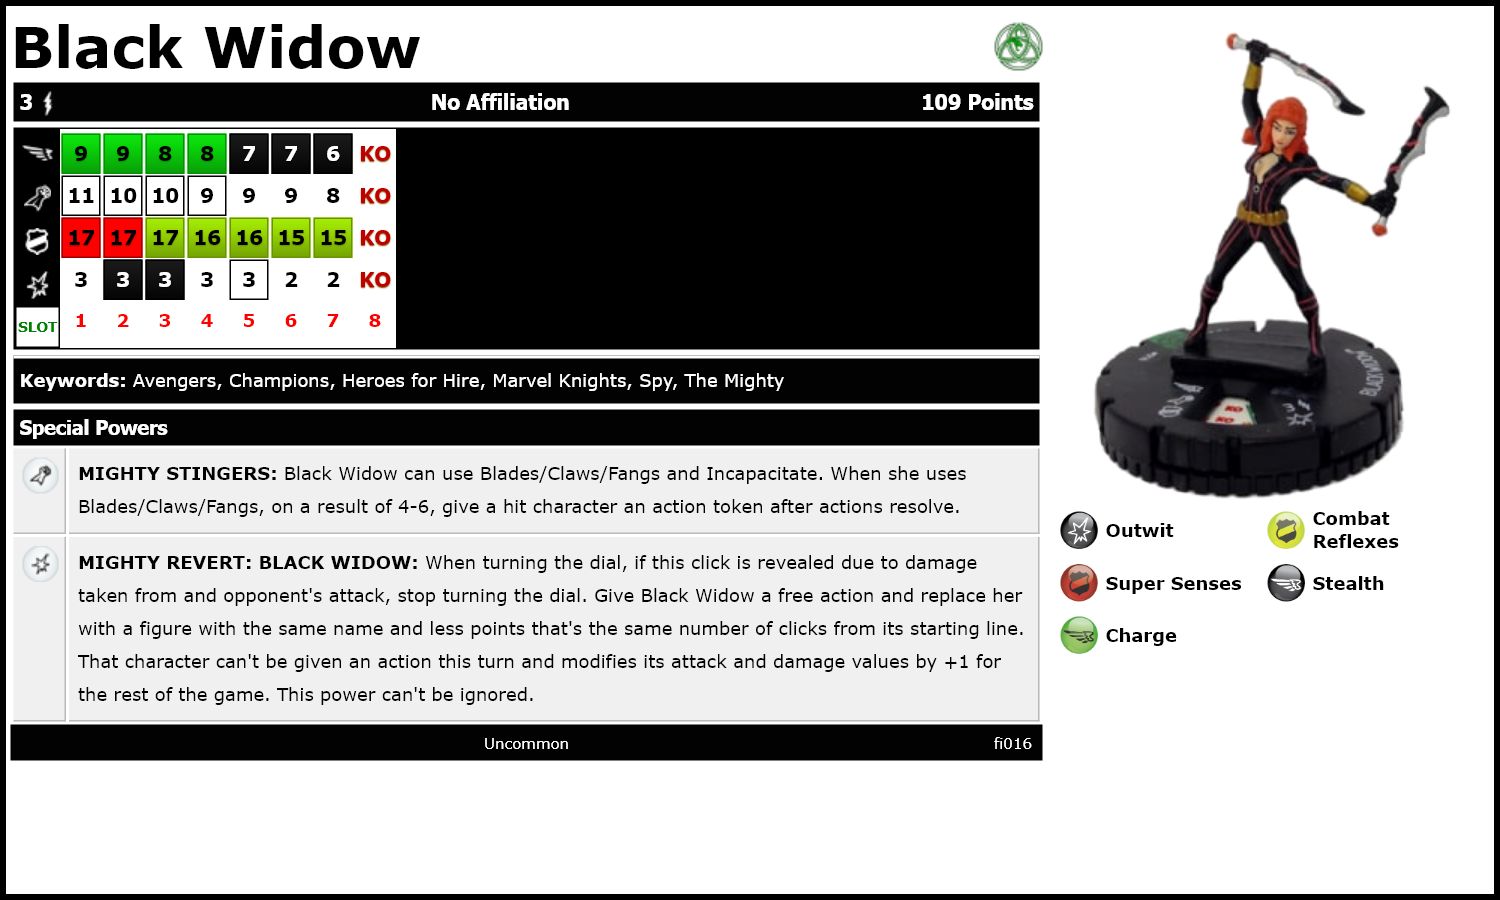 Black Widow
3 No Affiliation 109 Points
9 9 8 8 7 7 6 KO
11 10 10 9 9 9 8 KO
17 17 17 16 16 15 15 KO
3 3 3 3 3 2 2 KO
SLOT 1 2 3 4 5 6 7 8
Keywords: Avengers, Champions, Heroes for Hire, Marvel Knights, Spy, The Mighty
Special Powers
MIGHTY STINGERS: Black Widow can use Blades/Claws/Fangs and Incapacitate. When she uses
Blades/Claws/Fangs, on a result of 4-6, give a hit character an action token after actions resolve.
MIGHTY REVERT: BLACK WIDOW: When turning the dial, if this click is revealed due to damage
taken from and opponent's attack, stop turning the dial. Give Black Widow a free action and replace her
with a figure with the same name and less points that's the same number of clicks from its starting line.
That character can't be given an action this turn and modifies its attack and damage values by +1 for
the rest of the game. This power can't be ignored.
Uncommon fi016
BLACK WIDOW
KO
KO
Outwit
Combat
Reflexes
Super Senses
Stealth
Charge